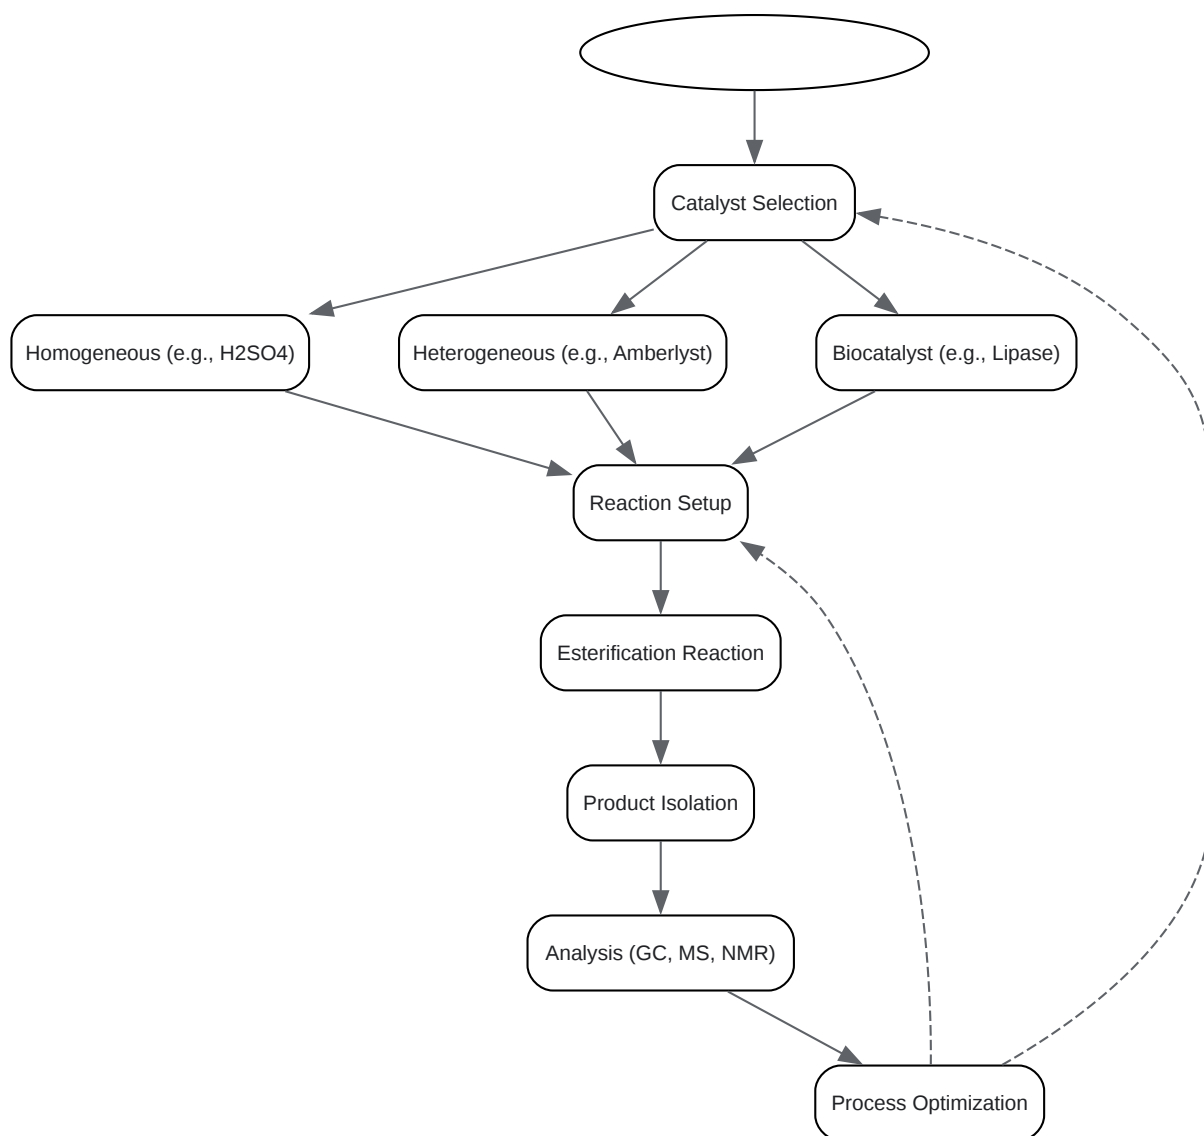 Catalyst Selection
Homogeneous (e.g., H2SO4)
Heterogeneous (e.g., Amberlyst)
Biocatalyst (e.g., Lipase)
Reaction Setup
Esterification Reaction
Product Isolation
Analysis (GC, MS, NMR)
Process Optimization